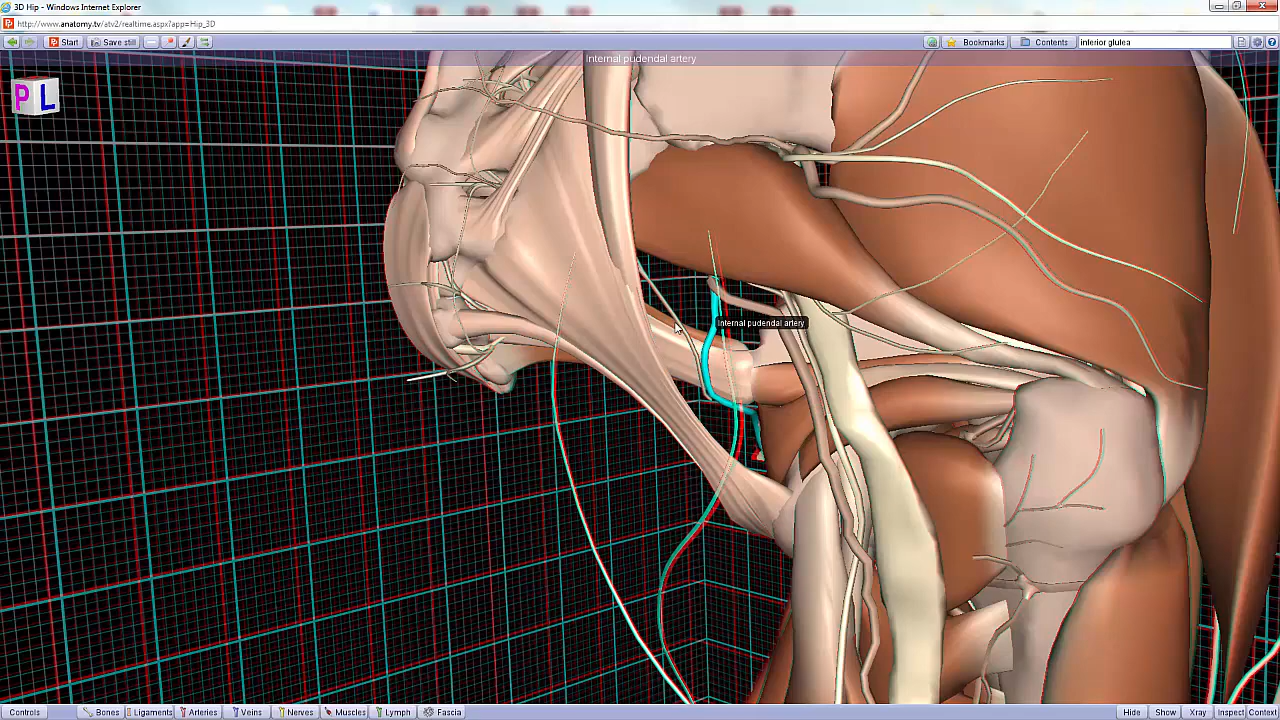 3D Hip - Windows Internet Explorer
http://www.anatomy.tv/atv2/realtime.aspx?app=Hip_3D
Start Save still Bookmarks Contents interior glulea
Internal pudendal artery
P L
Internal pudendal artery
Controls Bones Ligaments Arteries Veins Nerves Muscles Lymph Fascia Hide Show Xray Inspect Context